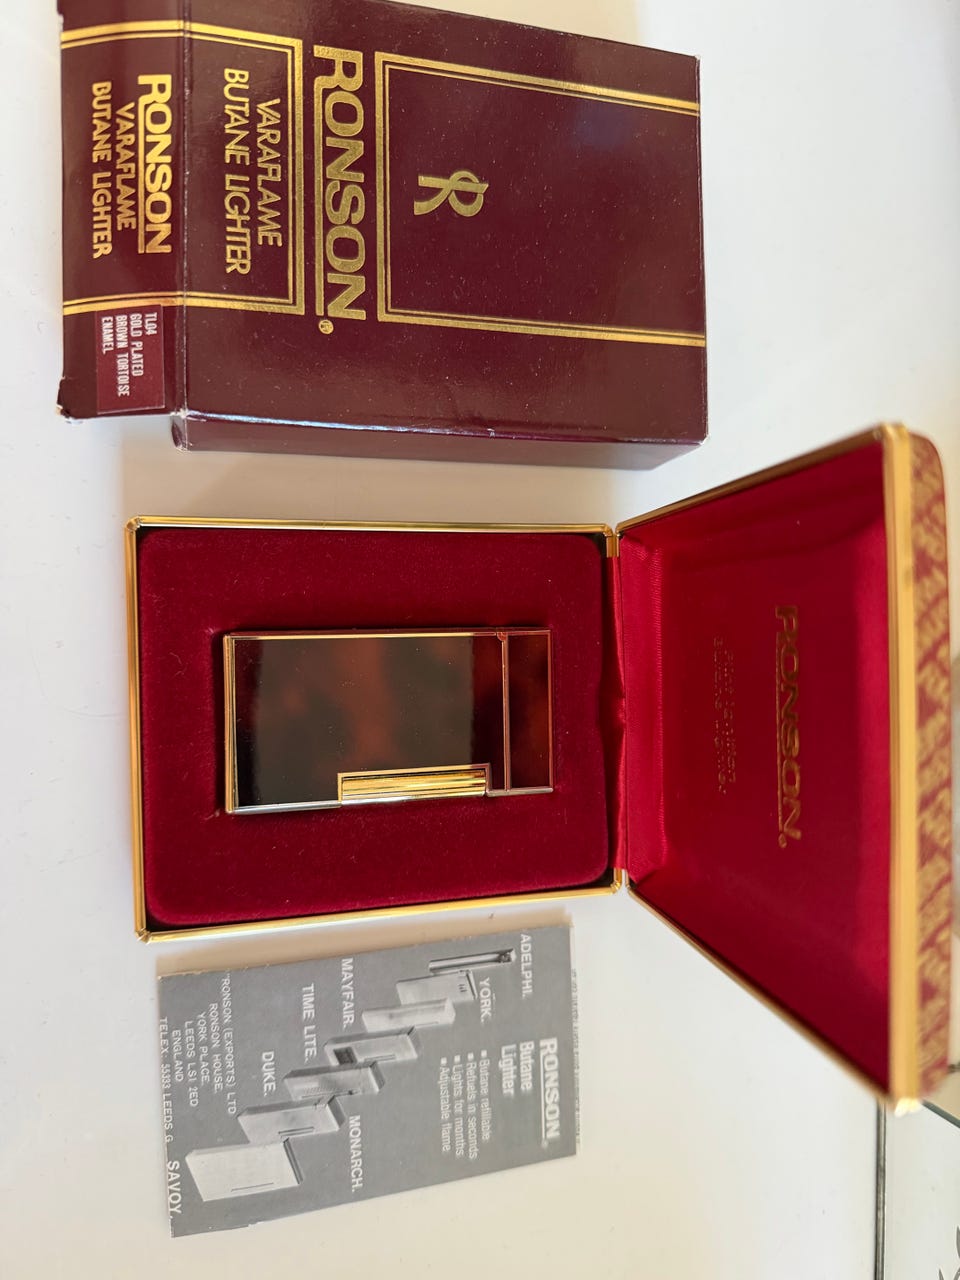 R
RONSON®
VARAFLAME
BUTANE LIGHTER
RONSON
VARAFLAME
BUTANE LIGHTER
TL04
GOLD PLATED
BROWN TORTOISE
ENAMEL
RONSON®
RONSON®
Butane
Lighter
▪Butane refillable
▪Refuels in seconds
▪Lights for months
▪Adjustable flame
ADELPHI.
YORK.
MAYFAIR.
TIME LITE.
DUKE.
MONARCH.
SAVOY.
RONSON (EXPORTS) LTD
RONSON HOUSE,
YORK PLACE,
LEEDS LS1 2ED
ENGLAND
TELEX: 55333 LEEDS G